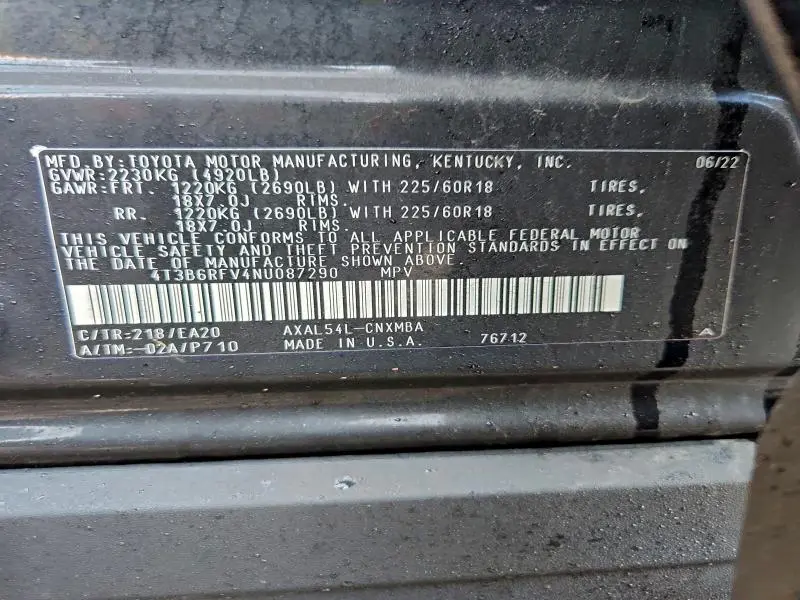 MFD. BY: TOYOTA MOTOR MANUFACTURING, KENTUCKY, INC. 06/22
GVWR: 2230KG (4920LB)
GAWR: FRT. 1220KG (2690LB) WITH 225/60R18 TIRES,
18X7.0J RIMS.
RR. 1220KG (2690LB) WITH 225/60R18 TIRES,
18X7.0J RIMS.
THIS VEHICLE CONFORMS TO ALL APPLICABLE FEDERAL MOTOR
VEHICLE SAFETY AND THEFT PREVENTION STANDARDS IN EFFECT ON
THE DATE OF MANUFACTURE SHOWN ABOVE.
4T3B6RFV4NU087290 MPV
C/TR: 218/EA20 AXAL54L-CNXMBA
A/TM: -02A/P710 MADE IN U.S.A. 76712 A